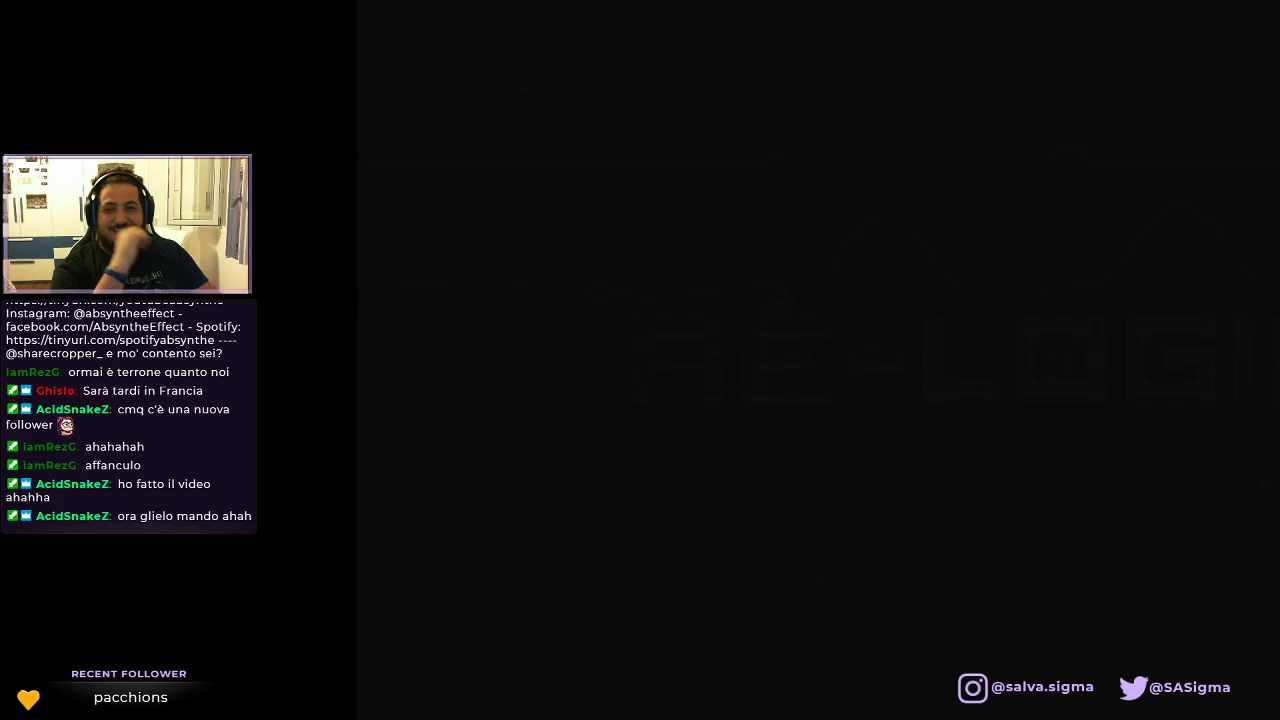 Instagram: @absyntheeffect -
facebook.com/AbsyntheEffect - Spotify:
https://tinyurl.com/spotifyabsynthe ----
@sharecropper_ e mo' contento sei?
IamRezG: ormai è terrone quanto noi
Ghislo: Sarà tardi in Francia
AcidSnakeZ: cmq c'è una nuova
follower
IamRezG: ahahahah
IamRezG: affanculo
AcidSnakeZ: ho fatto il video
ahahha
AcidSnakeZ: ora glielo mando ahah
RECENT FOLLOWER
pacchions
@salva.sigma
@SASigma